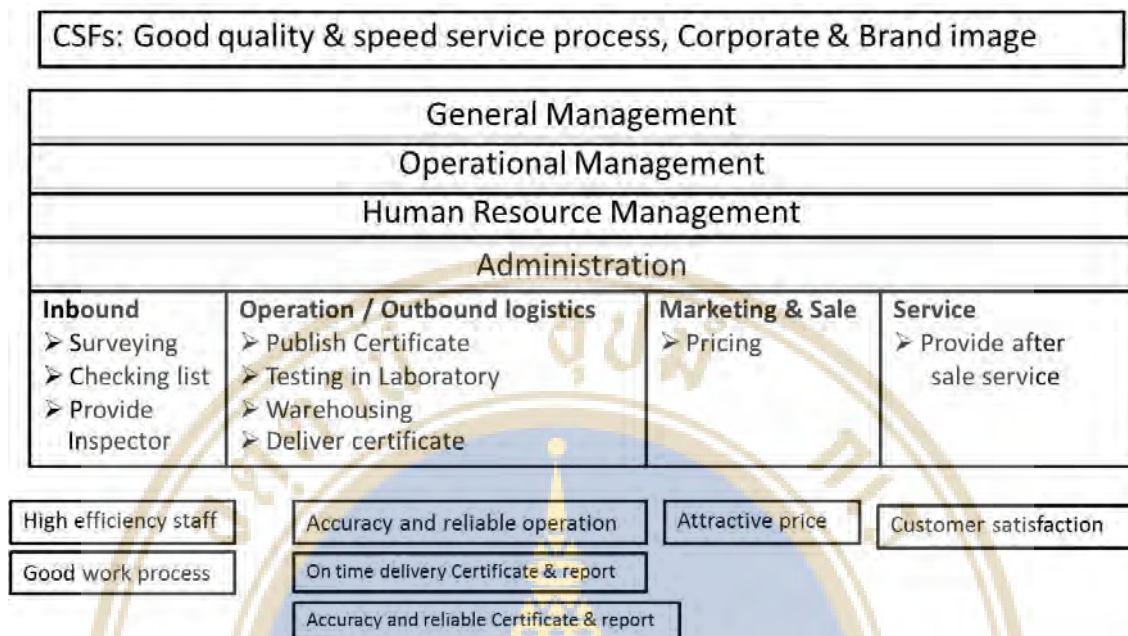 CSFs: Good quality & speed service process, Corporate & Brand image
General Management
Operational Management
Human Resource Management
Administration
Inbound
➢ Surveying
➢ Checking list
➢ Provide
Inspector
Operation / Outbound logistics
➢ Publish Certificate
➢ Testing in Laboratory
➢ Warehousing
➢ Deliver certificate
Marketing & Sale
➢ Pricing
Service
➢ Provide after
sale service
High efficiency staff
Good work process
Accuracy and reliable operation
On time delivery Certificate & report
Accuracy and reliable Certificate & report
Attractive price
Customer satisfaction